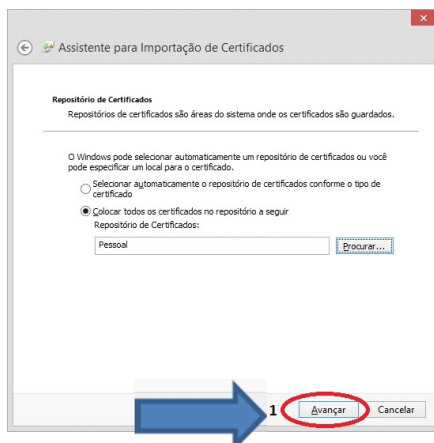 Assistente para Importação de Certificados
Repositório de Certificados
Repositórios de certificados são áreas do sistema onde os certificados são guardados.
O Windows pode selecionar automaticamente um repositório de certificados ou você
pode especificar um local para o certificado.
Selecionar automaticamente o repositório de certificados conforme o tipo de
certificado
Colocar todos os certificados no repositório a seguir
Repositório de Certificados:
Pessoal
Procurar...
1
Avançar
Cancelar